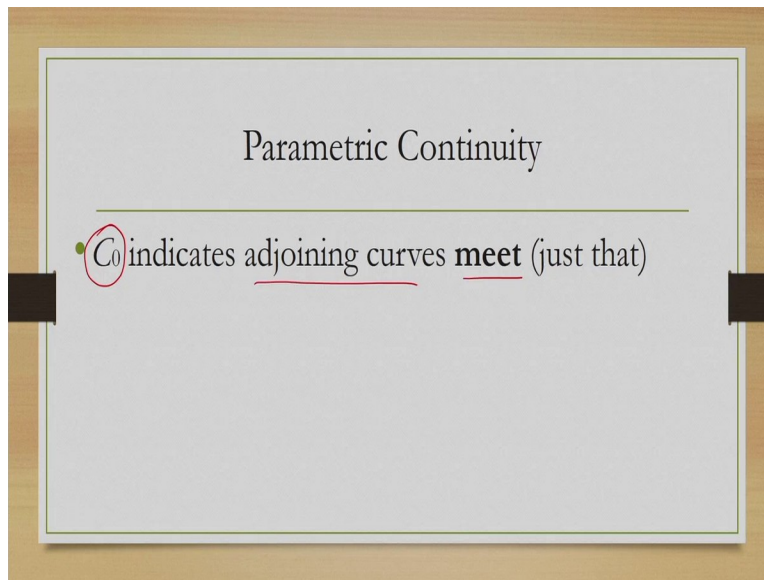 Parametric Continuity
• C0 indicates adjoining curves meet (just that)